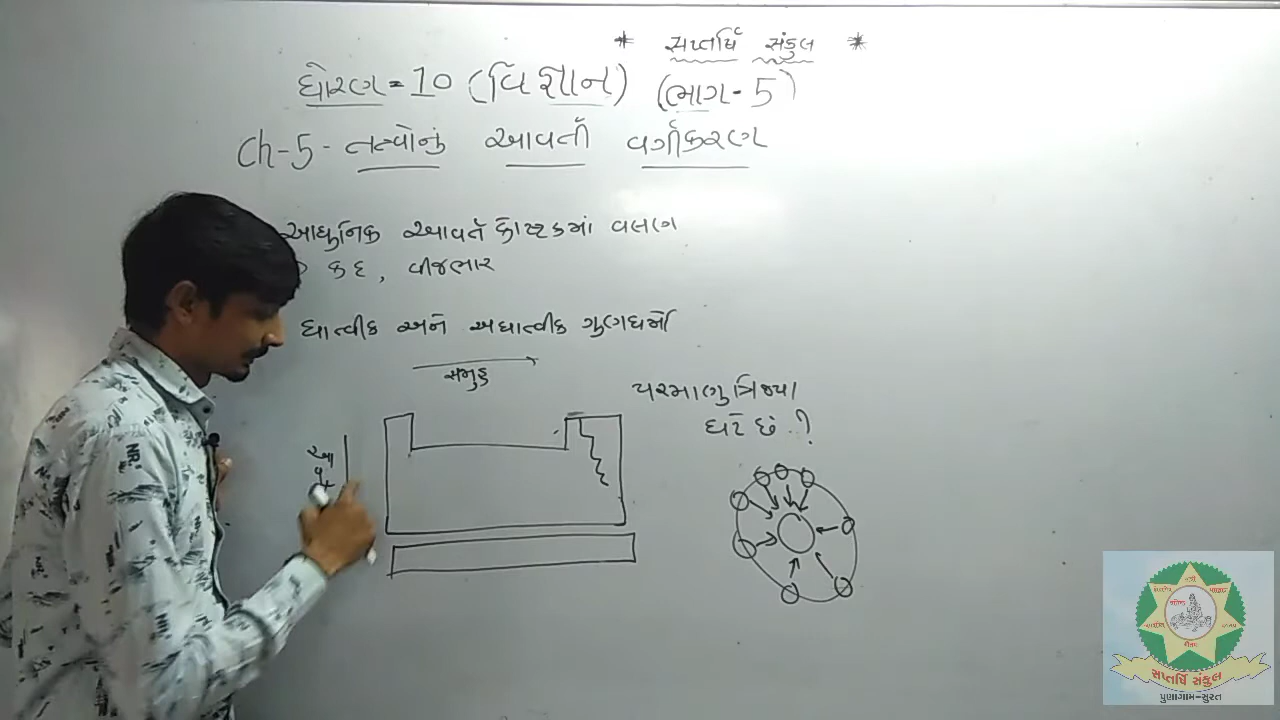 * સપ્તર્ષિ સંકુલ *
ધોરણ = 10 (વિજ્ઞાન) (ભાગ - 5)
Ch-5 - તત્વોનું આવર્તી વર્ગીકરણ
આધુનિક આવર્ત કોષ્ટકમાં વલણ
કદ, વીજભાર
ધાત્વીક અને અધાત્વીક ગુણધર્મો
સમુહ
પરમાણુ ત્રિજ્યા
ઘટે છે. ?
આ
વ
સપ્તર્ષિ સંકુલ
પુણાગામ-સુરત